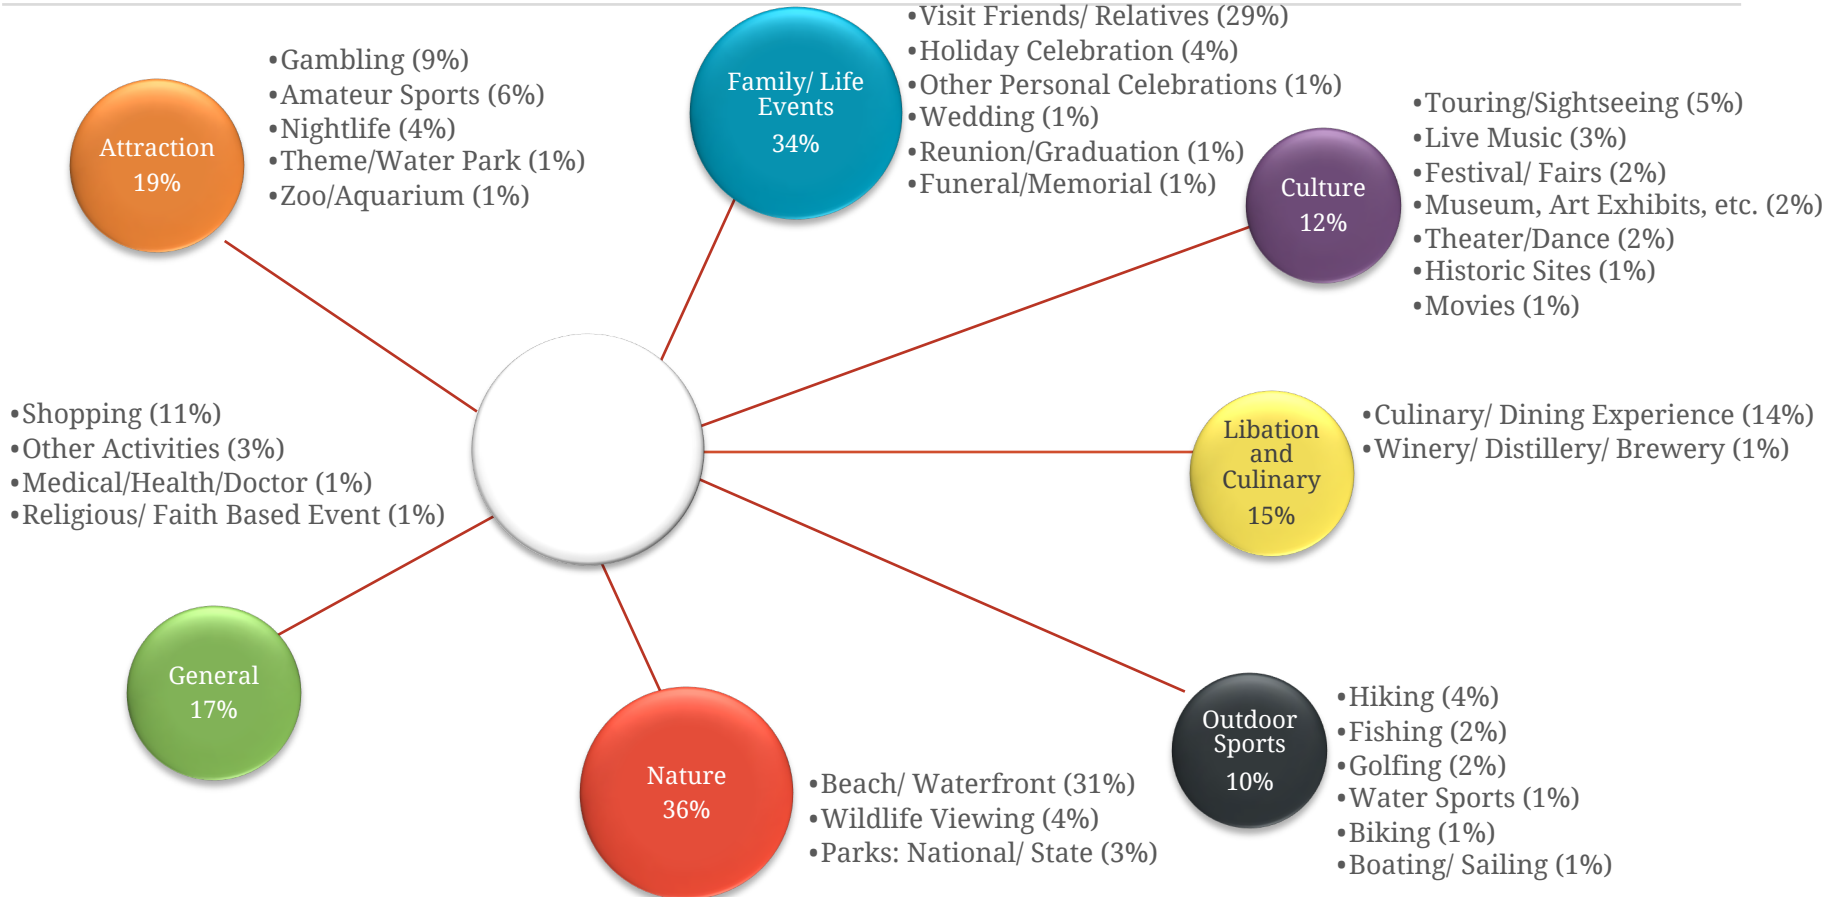 Attraction
19%
•Gambling (9%)
•Amateur Sports (6%)
•Nightlife (4%)
•Theme/Water Park (1%)
•Zoo/Aquarium (1%)
Family/ Life
Events
34%
•Visit Friends/ Relatives (29%)
•Holiday Celebration (4%)
•Other Personal Celebrations (1%)
•Wedding (1%)
•Reunion/Graduation (1%)
•Funeral/Memorial (1%)
Culture
12%
•Touring/Sightseeing (5%)
•Live Music (3%)
•Festival/ Fairs (2%)
•Museum, Art Exhibits, etc. (2%)
•Theater/Dance (2%)
•Historic Sites (1%)
•Movies (1%)
•Shopping (11%)
•Other Activities (3%)
•Medical/Health/Doctor (1%)
•Religious/ Faith Based Event (1%)
General
17%
Libation
and
Culinary
15%
•Culinary/ Dining Experience (14%)
•Winery/ Distillery/ Brewery (1%)
Nature
36%
•Beach/ Waterfront (31%)
•Wildlife Viewing (4%)
•Parks: National/ State (3%)
Outdoor
Sports
10%
•Hiking (4%)
•Fishing (2%)
•Golfing (2%)
•Water Sports (1%)
•Biking (1%)
•Boating/ Sailing (1%)